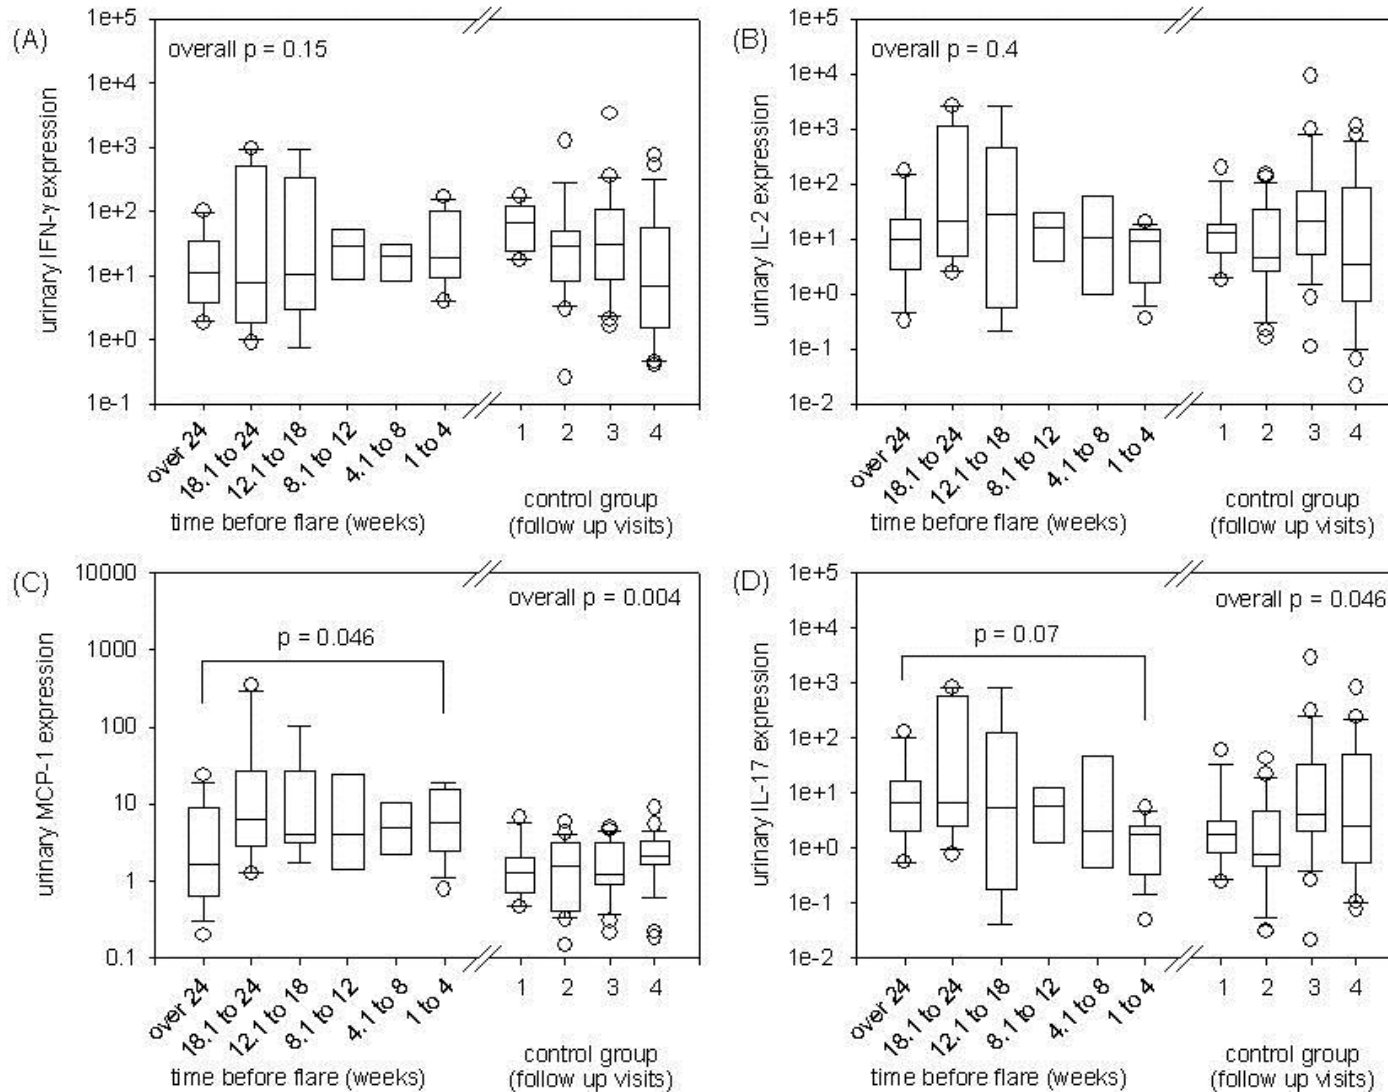 (A)
overall p = 0.15
urinary IFN-γ expression
1e+5
1e+4
1e+3
1e+2
1e+1
1e+0
1e-1
over 24
18.1 to 24
12.1 to 18
8.1 to 12
4.1 to 8
1 to 4
1 2 3 4
time before flare (weeks)
control group
(follow up visits)
(B)
overall p = 0.4
urinary IL-2 expression
1e+5
1e+4
1e+3
1e+2
1e+1
1e+0
1e-1
1e-2
over 24
18.1 to 24
12.1 to 18
8.1 to 12
4.1 to 8
1 to 4
1 2 3 4
time before flare (weeks)
control group
(follow up visits)
(C)
overall p = 0.004
p = 0.046
urinary MCP-1 expression
10000
1000
100
10
1
0.1
over 24
18.1 to 24
12.1 to 18
8.1 to 12
4.1 to 8
1 to 4
1 2 3 4
time before flare (weeks)
control group
(follow up visits)
(D)
overall p = 0.046
p = 0.07
urinary IL-17 expression
1e+5
1e+4
1e+3
1e+2
1e+1
1e+0
1e-1
1e-2
over 24
18.1 to 24
12.1 to 18
8.1 to 12
4.1 to 8
1 to 4
1 2 3 4
time before flare (weeks)
control group
(follow up visits)